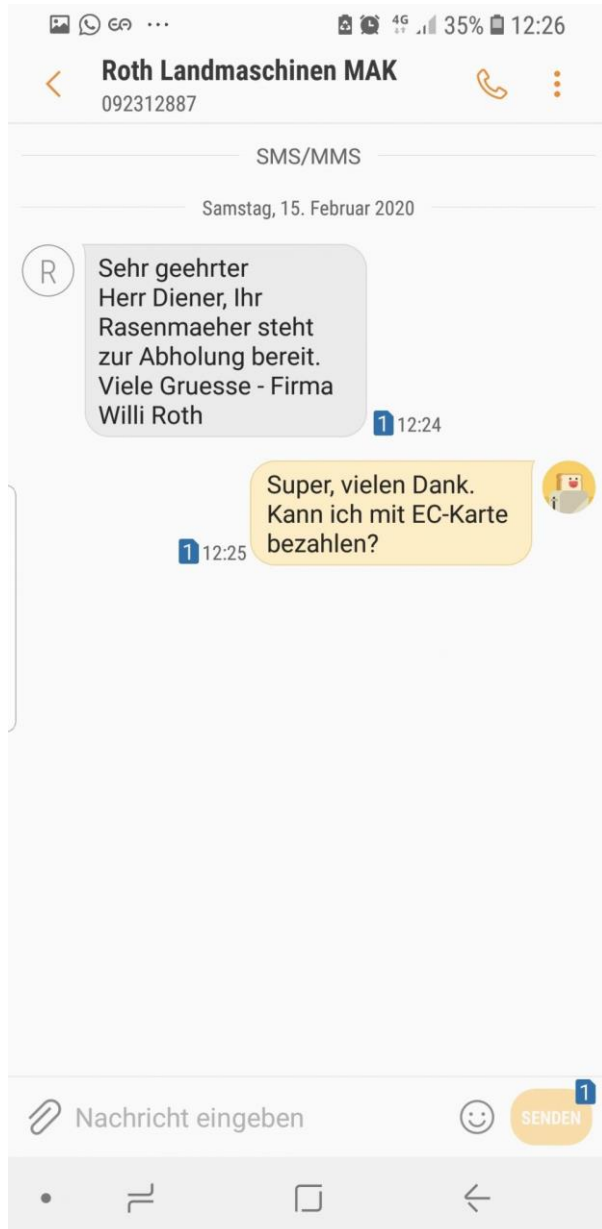 4G 35% 12:26
Roth Landmaschinen MAK
092312887
SMS/MMS
Samstag, 15. Februar 2020
R
Sehr geehrter
Herr Diener, Ihr
Rasenmaeher steht
zur Abholung bereit.
Viele Gruesse - Firma
Willi Roth
1 12:24
Super, vielen Dank.
Kann ich mit EC-Karte
bezahlen?
1 12:25
Nachricht eingeben
SENDEN
1